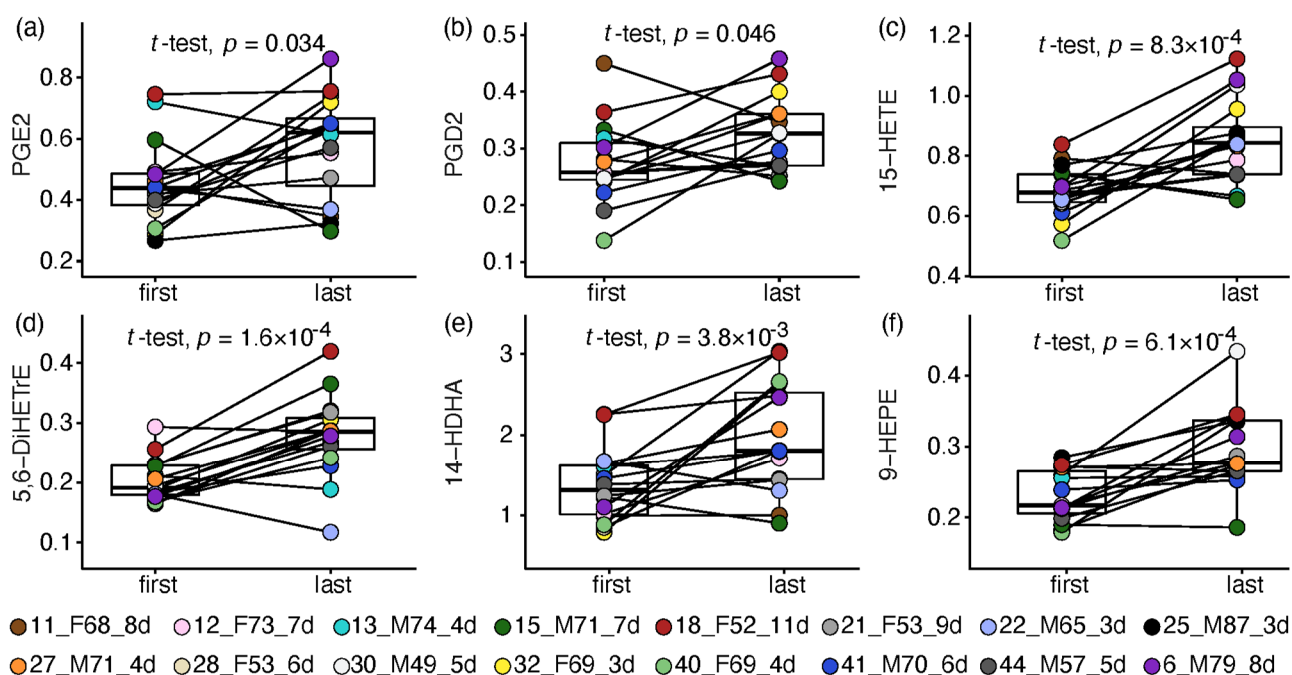 (a)
t-test, p = 0.034
PGE2
0.8
0.6
0.4
0.2
first last
(b)
t-test, p = 0.046
PGD2
0.5
0.4
0.3
0.2
0.1
first last
(c)
t-test, p = 8.3×10⁻⁴
15−HETE
1.2
1.0
0.8
0.6
0.4
first last
(d)
t-test, p = 1.6×10⁻⁴
5,6−DiHETrE
0.4
0.3
0.2
0.1
first last
(e)
t-test, p = 3.8×10⁻³
14−HDHA
3
2
1
first last
(f)
t-test, p = 6.1×10⁻⁴
9−HEPE
0.4
0.3
0.2
first last
11_F68_8d 12_F73_7d 13_M74_4d 15_M71_7d 18_F52_11d 21_F53_9d 22_M65_3d 25_M87_3d
27_M71_4d 28_F53_6d 30_M49_5d 32_F69_3d 40_F69_4d 41_M70_6d 44_M57_5d 6_M79_8d